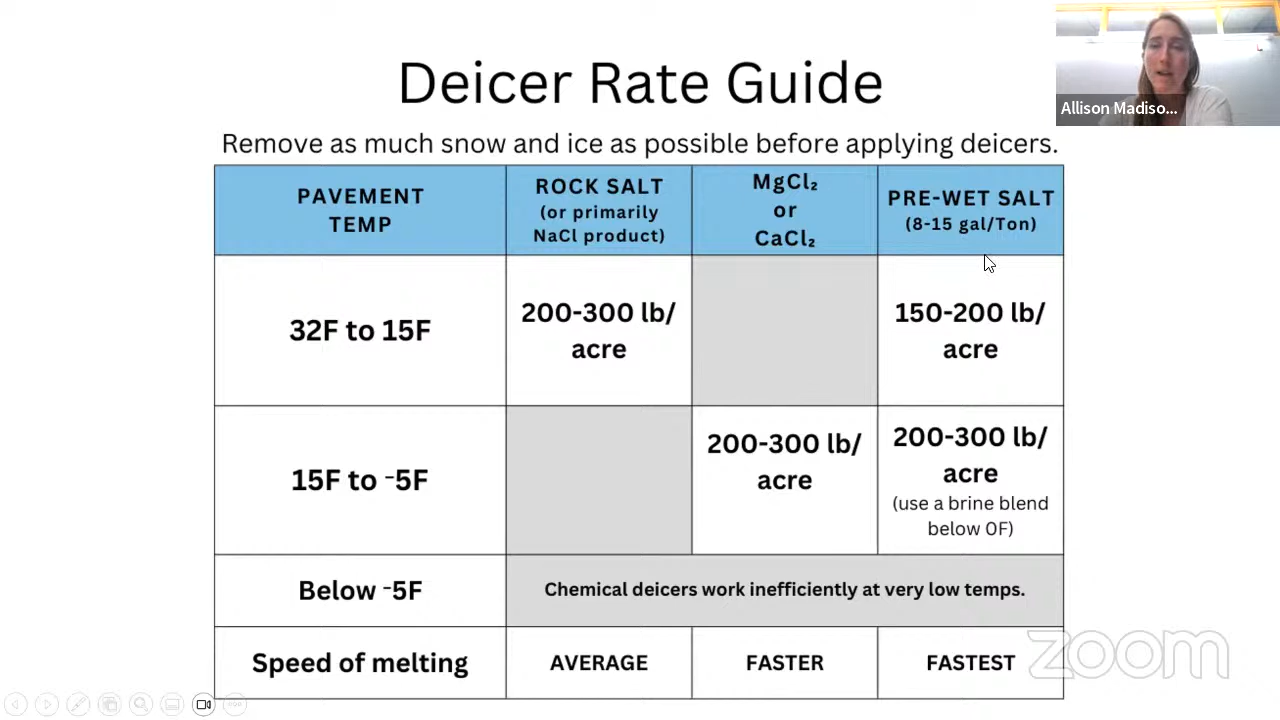 Deicer Rate Guide
Allison Madiso...
Remove as much snow and ice as possible before applying deicers.
PAVEMENT
TEMP
ROCK SALT
(or primarily
NaCl product)
MgCl₂
or
CaCl₂
PRE-WET SALT
(8-15 gal/Ton)
32F to 15F
200-300 lb/
acre
150-200 lb/
acre
15F to ⁻5F
200-300 lb/
acre
200-300 lb/
acre
(use a brine blend
below 0F)
Below ⁻5F
Chemical deicers work inefficiently at very low temps.
Speed of melting
AVERAGE
FASTER
FASTEST
zoom